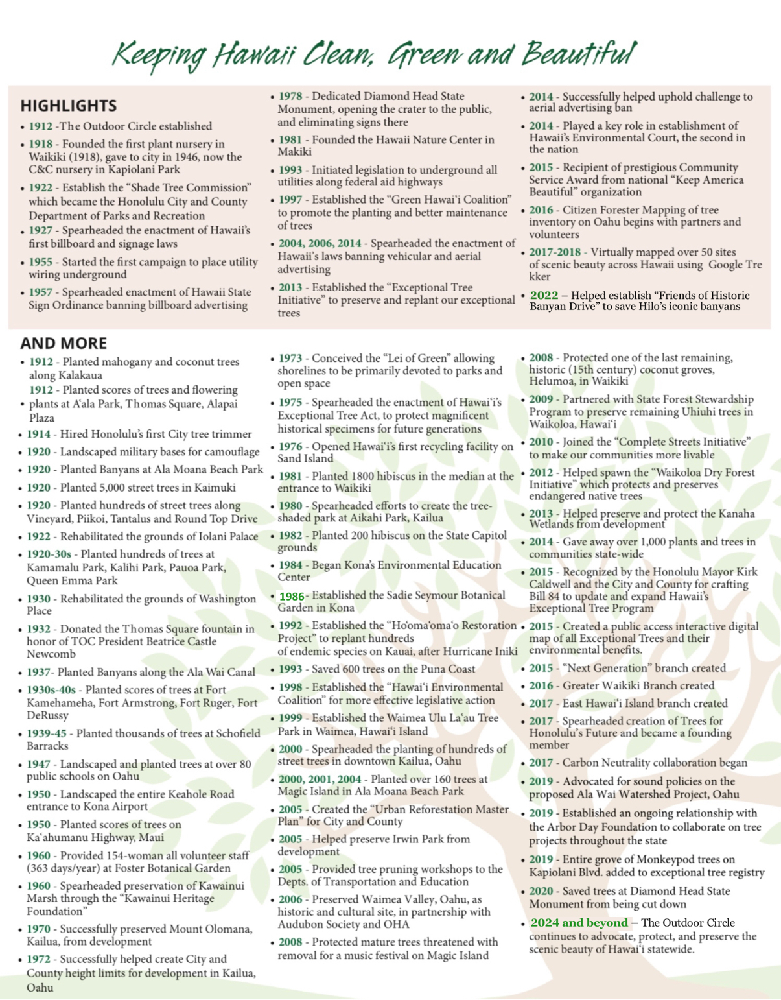 Keeping Hawaii Clean, Green and Beautiful
HIGHLIGHTS
• 1912 -The Outdoor Circle established
• 1918 - Founded the first plant nursery in
Waikiki (1918), gave to city in 1946, now the
C&C nursery in Kapiolani Park
• 1922 - Establish the “Shade Tree Commission”
which became the Honolulu City and County
Department of Parks and Recreation
• 1927 - Spearheaded the enactment of Hawaii’s
first billboard and signage laws
• 1955 - Started the first campaign to place utility
wiring underground
• 1957 - Spearheaded enactment of Hawaii State
Sign Ordinance banning billboard advertising
• 1978 - Dedicated Diamond Head State
Monument, opening the crater to the public,
and eliminating signs there
• 1981 - Founded the Hawaii Nature Center in
Makiki
• 1993 - Initiated legislation to underground all
utilities along federal aid highways
• 1997 - Established the “Green Hawai‘i Coalition”
to promote the planting and better maintenance
of trees
• 2004, 2006, 2014 - Spearheaded the enactment of
Hawaii’s laws banning vehicular and aerial
advertising
• 2013 - Established the “Exceptional Tree
Initiative” to preserve and replant our exceptional
trees
• 2014 - Successfully helped uphold challenge to
aerial advertising ban
• 2014 - Played a key role in establishment of
Hawaii’s Environmental Court, the second in
the nation
• 2015 - Recipient of prestigious Community
Service Award from national “Keep America
Beautiful” organization
• 2016 - Citizen Forester Mapping of tree
inventory on Oahu begins with partners and
volunteers
• 2017-2018 - Virtually mapped over 50 sites
of scenic beauty across Hawaii using Google Tre
kker
• 2022 – Helped establish “Friends of Historic
Banyan Drive” to save Hilo’s iconic banyans
AND MORE
• 1912 - Planted mahogany and coconut trees
along Kalakaua
1912 - Planted scores of trees and flowering
• plants at A‘ala Park, Thomas Square, Alapai
Plaza
• 1914 - Hired Honolulu’s first City tree trimmer
• 1920 - Landscaped military bases for camouflage
• 1920 - Planted Banyans at Ala Moana Beach Park
• 1920 - Planted 5,000 street trees in Kaimuki
• 1920 - Planted hundreds of street trees along
Vineyard, Piikoi, Tantalus and Round Top Drive
• 1922 - Rehabilitated the grounds of Iolani Palace
• 1920-30s - Planted hundreds of trees at
Kamamalu Park, Kalihi Park, Pauoa Park,
Queen Emma Park
• 1930 - Rehabilitated the grounds of Washington
Place
• 1932 - Donated the Thomas Square fountain in
honor of TOC President Beatrice Castle
Newcomb
• 1937- Planted Banyans along the Ala Wai Canal
• 1930s-40s - Planted scores of trees at Fort
Kamehameha, Fort Armstrong, Fort Ruger, Fort
DeRussy
• 1939-45 - Planted thousands of trees at Schofield
Barracks
• 1947 - Landscaped and planted trees at over 80
public schools on Oahu
• 1950 - Landscaped the entire Keahole Road
entrance to Kona Airport
• 1950 - Planted scores of trees on
Ka‘ahumanu Highway, Maui
• 1960 - Provided 154-woman all volunteer staff
(363 days/year) at Foster Botanical Garden
• 1960 - Spearheaded preservation of Kawainui
Marsh through the “Kawainui Heritage
Foundation”
• 1970 - Successfully preserved Mount Olomana,
Kailua, from development
• 1972 - Successfully helped create City and
County height limits for development in Kailua,
Oahu
• 1973 - Conceived the “Lei of Green” allowing
shorelines to be primarily devoted to parks and
open space
• 1975 - Spearheaded the enactment of Hawai‘i’s
Exceptional Tree Act, to protect magnificent
historical specimens for future generations
• 1976 - Opened Hawai‘i’s first recycling facility on
Sand Island
• 1981 - Planted 1800 hibiscus in the median at the
entrance to Waikiki
• 1980 - Spearheaded efforts to create the tree-
shaded park at Aikahi Park, Kailua
• 1982 - Planted 200 hibiscus on the State Capitol
grounds
• 1984 - Began Kona’s Environmental Education
Center
• 1986- Established the Sadie Seymour Botanical
Garden in Kona
• 1992 - Established the “Ho‘oma‘oma‘o Restoration
Project” to replant hundreds
of endemic species on Kauai, after Hurricane Iniki
• 1993 - Saved 600 trees on the Puna Coast
• 1998 - Established the “Hawai‘i Environmental
Coalition” for more effective legislative action
• 1999 - Established the Waimea Ulu La‘au Tree
Park in Waimea, Hawai‘i Island
• 2000 - Spearheaded the planting of hundreds of
street trees in downtown Kailua, Oahu
• 2000, 2001, 2004 - Planted over 160 trees at
Magic Island in Ala Moana Beach Park
• 2005 - Created the “Urban Reforestation Master
Plan” for City and County
• 2005 - Helped preserve Irwin Park from
development
• 2005 - Provided tree pruning workshops to the
Depts. of Transportation and Education
• 2006 - Preserved Waimea Valley, Oahu, as
historic and cultural site, in partnership with
Audubon Society and OHA
• 2008 - Protected mature trees threatened with
removal for a music festival on Magic Island
• 2008 - Protected one of the last remaining,
historic (15th century) coconut groves,
Helumoa, in Waikiki
• 2009 - Partnered with State Forest Stewardship
Program to preserve remaining Uhiuhi trees in
Waikoloa, Hawai‘i
• 2010 - Joined the “Complete Streets Initiative”
to make our communities more livable
• 2012 - Helped spawn the “Waikoloa Dry Forest
Initiative” which protects and preserves
endangered native trees
• 2013 - Helped preserve and protect the Kanaha
Wetlands from development
• 2014 - Gave away over 1,000 plants and trees in
communities state-wide
• 2015 - Recognized by the Honolulu Mayor Kirk
Caldwell and the City and County for crafting
Bill 84 to update and expand Hawaii’s
Exceptional Tree Program
• 2015 - Created a public access interactive digital
map of all Exceptional Trees and their
environmental benefits.
• 2015 - “Next Generation” branch created
• 2016 - Greater Waikiki Branch created
• 2017 - East Hawai‘i Island branch created
• 2017 - Spearheaded creation of Trees for
Honolulu’s Future and became a founding
member
• 2017 - Carbon Neutrality collaboration began
• 2019 - Advocated for sound policies on the
proposed Ala Wai Watershed Project, Oahu
• 2019 - Established an ongoing relationship with
the Arbor Day Foundation to collaborate on tree
projects throughout the state
• 2019 - Entire grove of Monkeypod trees on
Kapiolani Blvd. added to exceptional tree registry
• 2020 - Saved trees at Diamond Head State
Monument from being cut down
• 2024 and beyond – The Outdoor Circle
continues to advocate, protect, and preserve the
scenic beauty of Hawai‘i statewide.